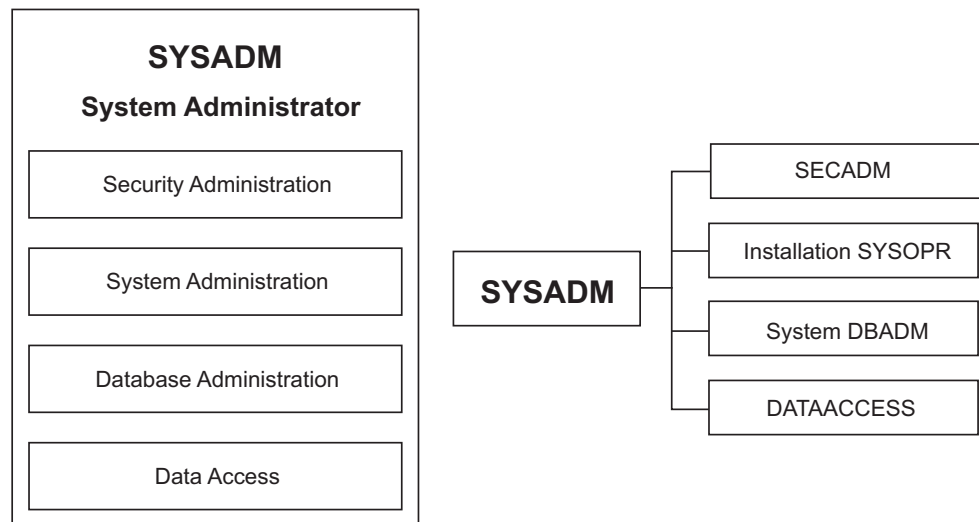 SYSADM
System Administrator
Security Administration
System Administration
Database Administration
Data Access
SYSADM
SECADM
Installation SYSOPR
System DBADM
DATAACCESS